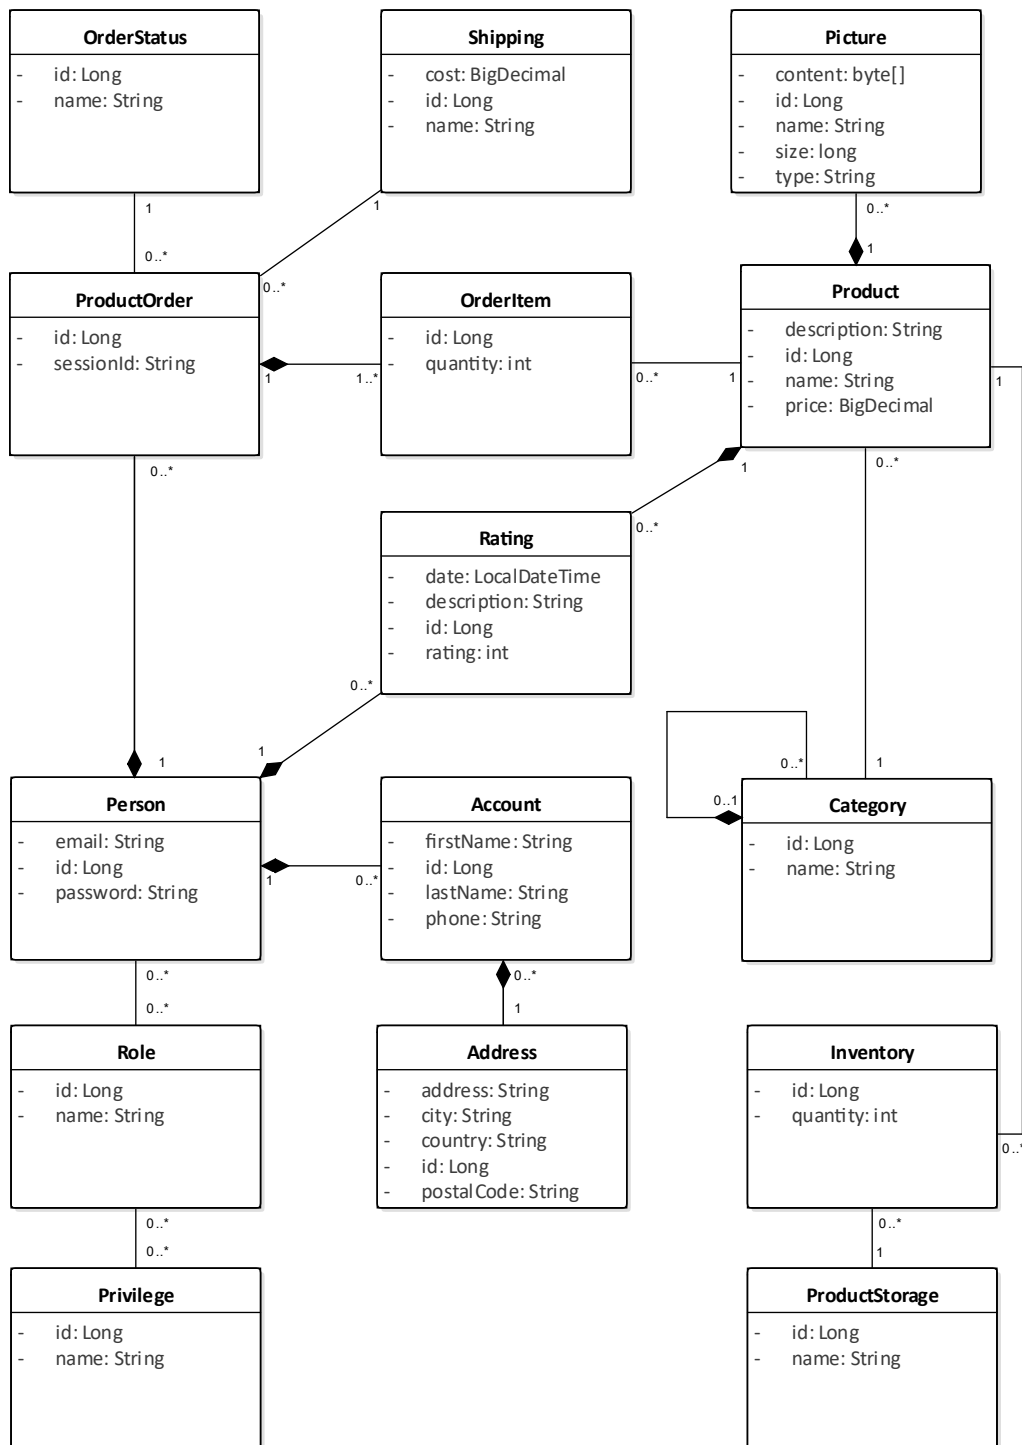 OrderStatus
- id: Long
- name: String
Shipping
- cost: BigDecimal
- id: Long
- name: String
Picture
- content: byte[]
- id: Long
- name: String
- size: long
- type: String
1
0..*
1
0..*
0..*
1
ProductOrder
- id: Long
- sessionId: String
1
1..*
OrderItem
- id: Long
- quantity: int
0..*
1
Product
- description: String
- id: Long
- name: String
- price: BigDecimal
1
0..*
1
0..*
0..*
Rating
- date: LocalDateTime
- description: String
- id: Long
- rating: int
0..*
1
1
0..*
0..1
1
Person
- email: String
- id: Long
- password: String
1
0..*
Account
- firstName: String
- id: Long
- lastName: String
- phone: String
Category
- id: Long
- name: String
0..*
0..*
0..*
1
Role
- id: Long
- name: String
Address
- address: String
- city: String
- country: String
- id: Long
- postalCode: String
Inventory
- id: Long
- quantity: int
0..*
0..*
0..*
0..*
1
Privilege
- id: Long
- name: String
ProductStorage
- id: Long
- name: String